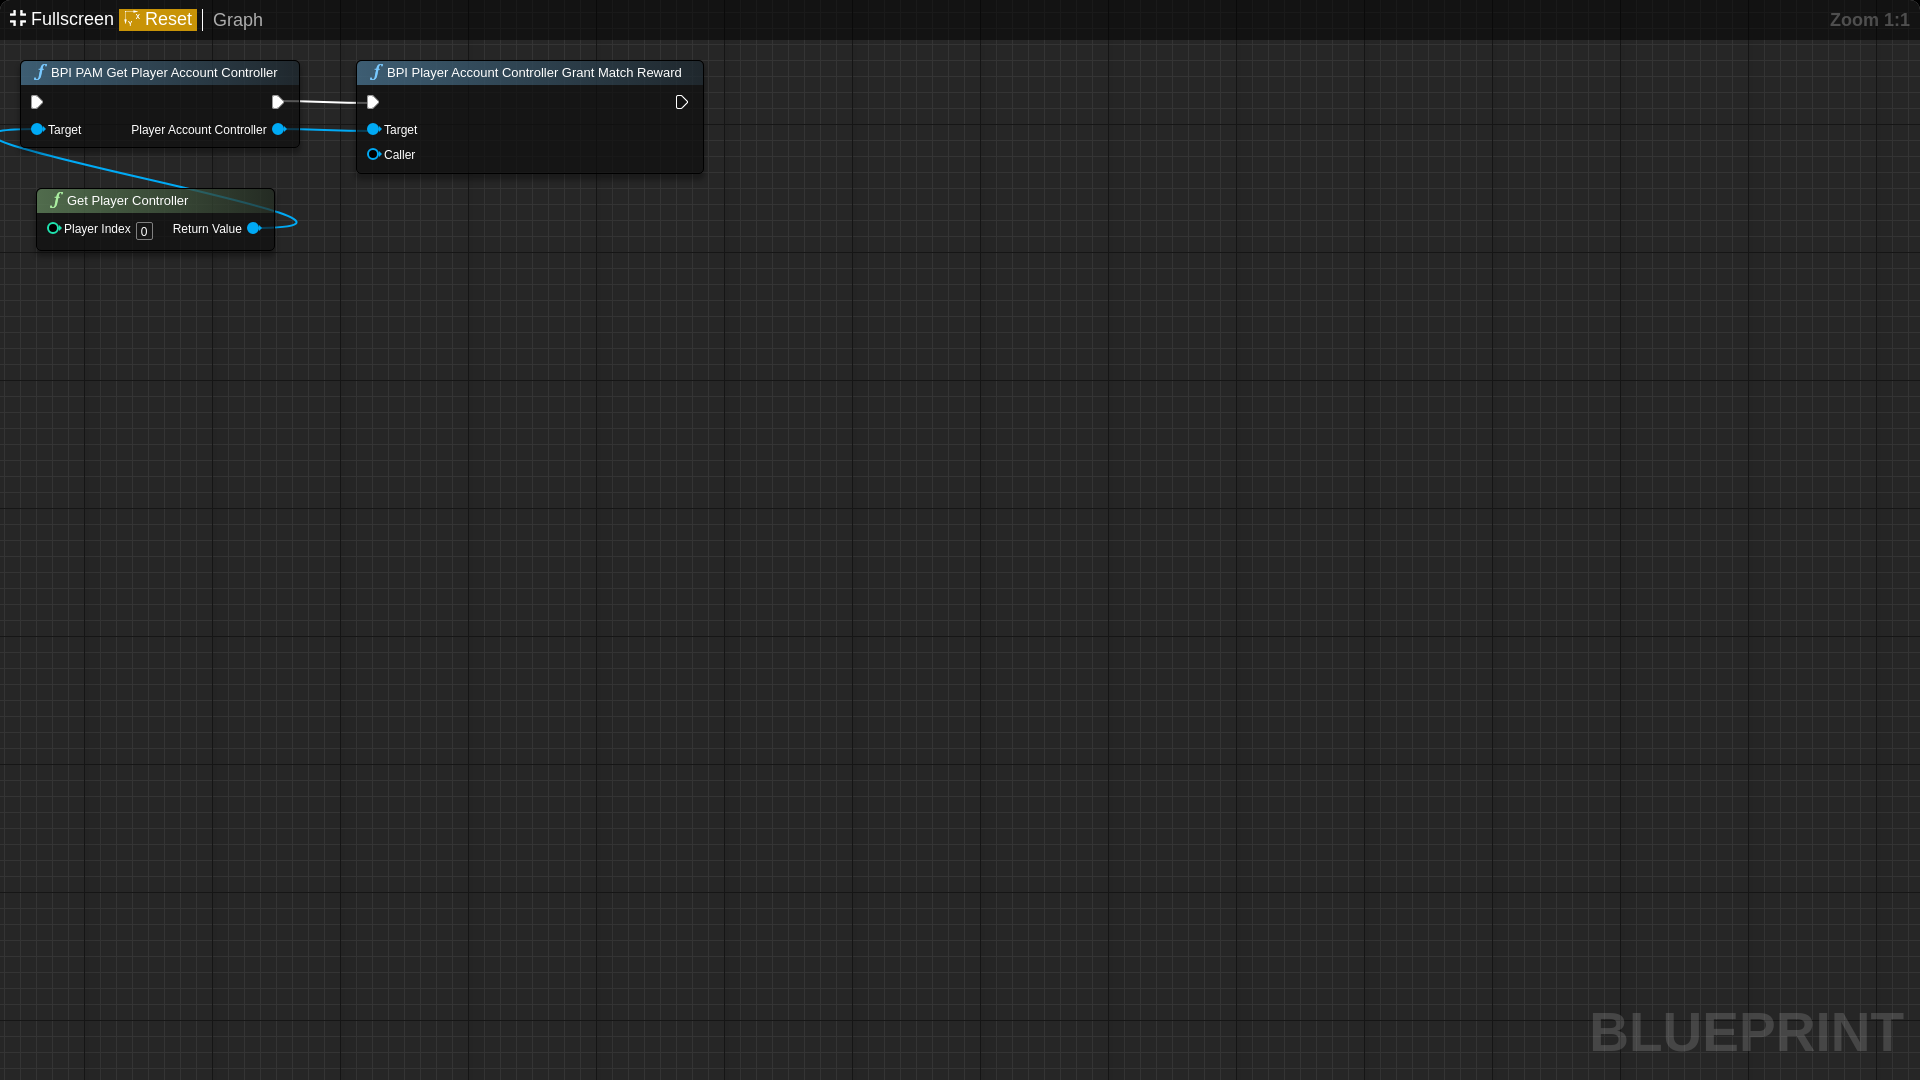 Fullscreen Reset Graph Zoom 1:1
BPI PAM Get Player Account Controller
Target Player Account Controller
BPI Player Account Controller Grant Match Reward
Target
Caller
Get Player Controller
Player Index 0 Return Value
BLUEPRINT